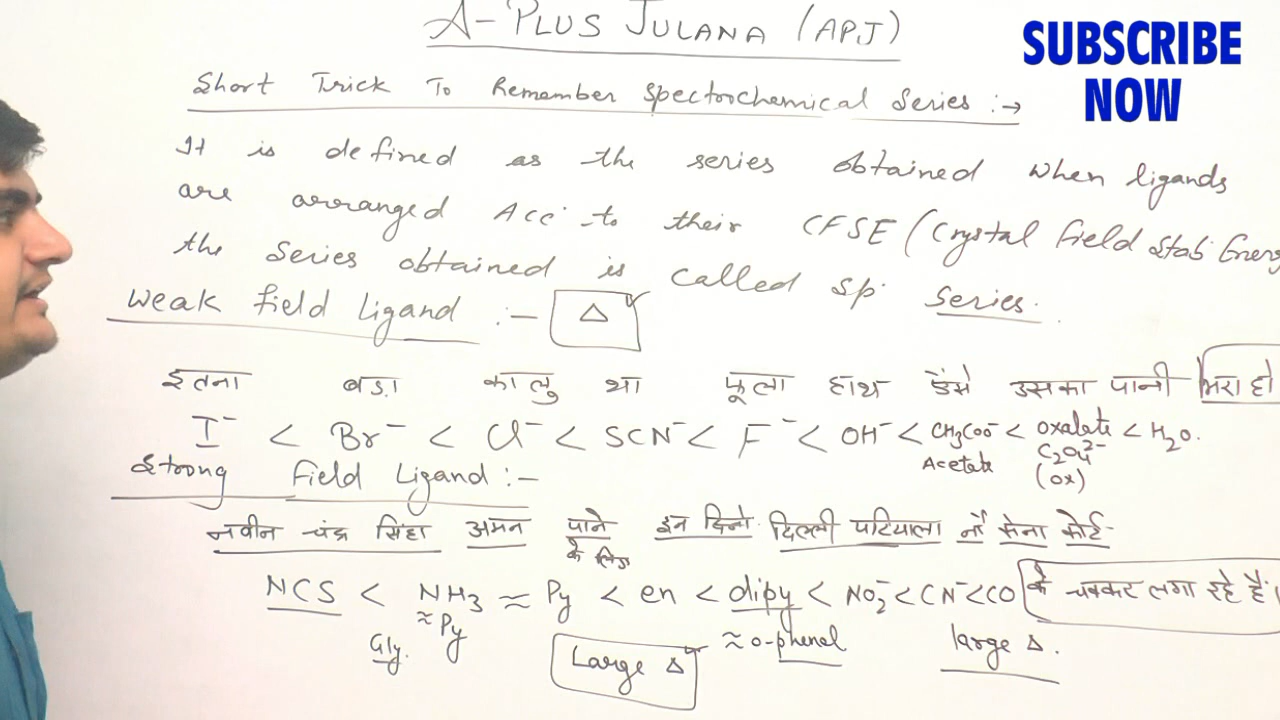 A-PLUS JULANA (APJ)
SUBSCRIBE
NOW
Short Trick To Remember Spectrochemical Series :→
It is defined as the series obtained when ligands
are arranged Acc. to their CFSE (Crystal Field Stab. Energ
the series obtained is called sp. series.
Weak field Ligand :- Δ
इतना बड़ा कालु था फूला हाथ कैसे उसका पानी भरा हो
I⁻ < Br⁻ < Cl⁻ < SCN⁻ < F⁻ < OH⁻ < CH3COO⁻ < oxalate < H2O.
Acetate C2O4²⁻
(ox)
Strong Field Ligand :-
नवीन चंद्र सिंहा अमन पाने इन दिनो दिल्ली पटियाला नौ सेना कोर्ट
के लिए
NCS < NH3 ≈ Py < en < dipy < NO2⁻ < CN⁻ < CO के चक्कर लगा रहे हैं।
≈ Py
Gly.
Large Δ
≈ o-phenal
large Δ.